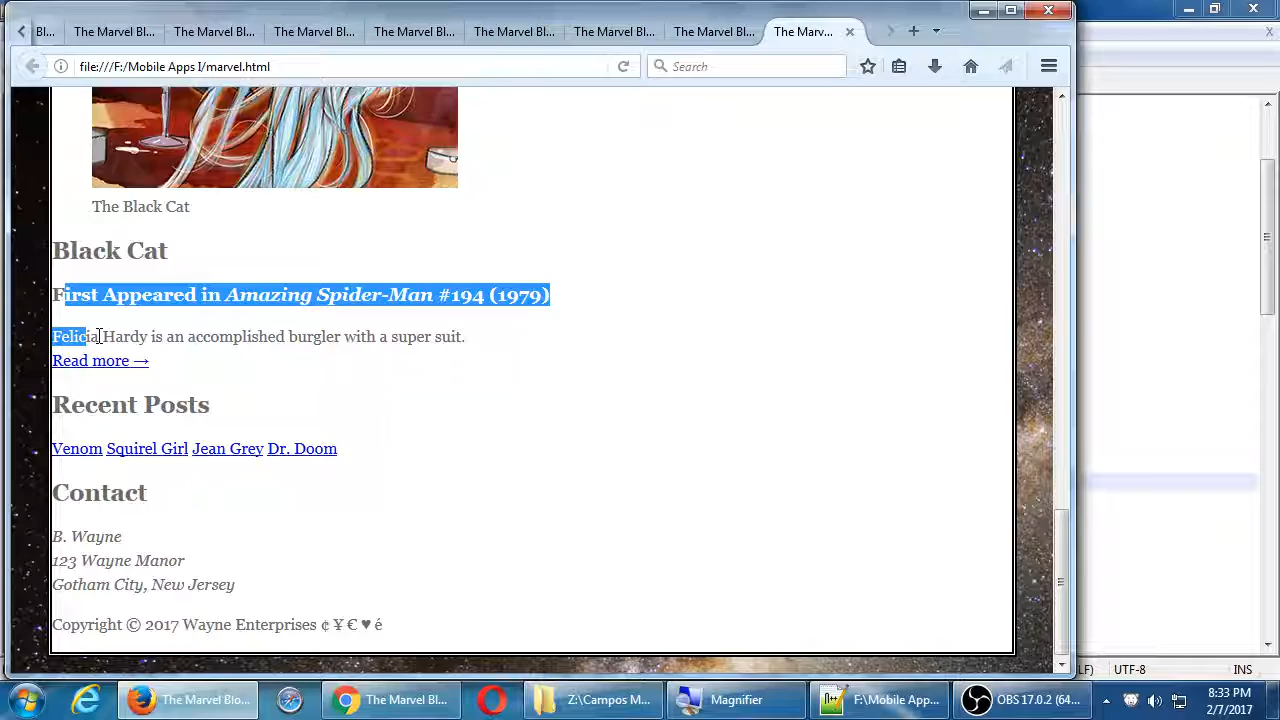 Bl...
The Marvel Bl...
The Marvel Bl...
The Marvel Bl...
The Marvel Bl...
The Marvel Bl...
The Marvel Bl...
The Marvel Bl...
The Marv...
file:///F:/Mobile Apps I/marvel.html
Search
The Black Cat
Black Cat
First Appeared in Amazing Spider-Man #194 (1979)
Felicia Hardy is an accomplished burgler with a super suit.
Read more →
Recent Posts
Venom Squirel Girl Jean Grey Dr. Doom
Contact
B. Wayne
123 Wayne Manor
Gotham City, New Jersey
Copyright © 2017 Wayne Enterprises ¢ ¥ € ♥ é
LF) UTF-8 INS
The Marvel Blo...
The Marvel Bl...
Z:\Campos M...
Magnifier
F:\Mobile App...
OBS 17.0.2 (64...
8:33 PM
2/7/2017